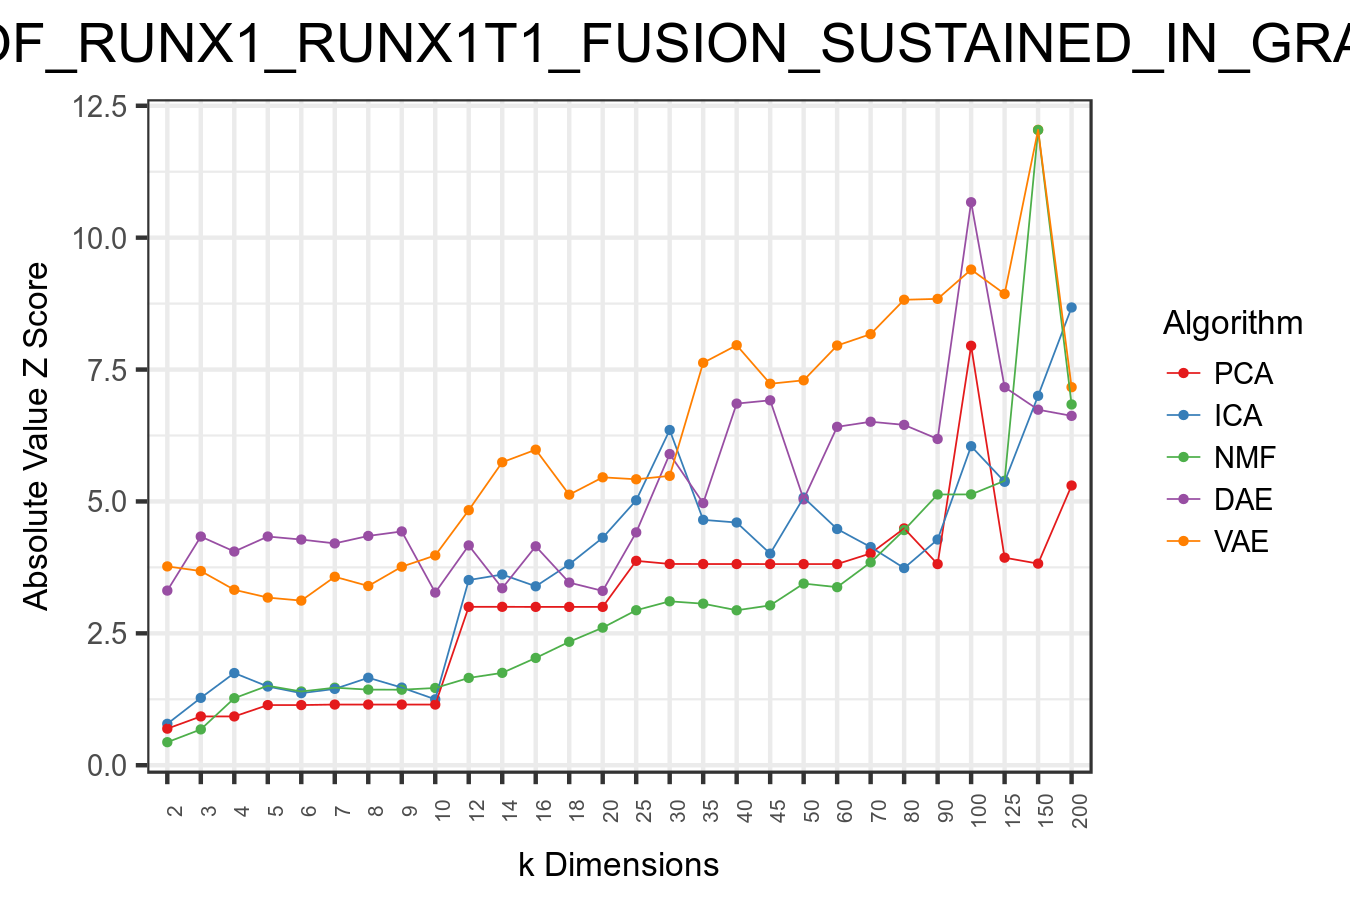 OF_RUNX1_RUNX1T1_FUSION_SUSTAINED_IN_GRA
12.5
10.0
7.5
5.0
2.5
0.0
Absolute Value Z Score
2 3 4 5 6 7 8 9 10 12 14 16 18 20 25 30 35 40 45 50 60 70 80 90 100 125 150 200
k Dimensions
Algorithm
PCA
ICA
NMF
DAE
VAE